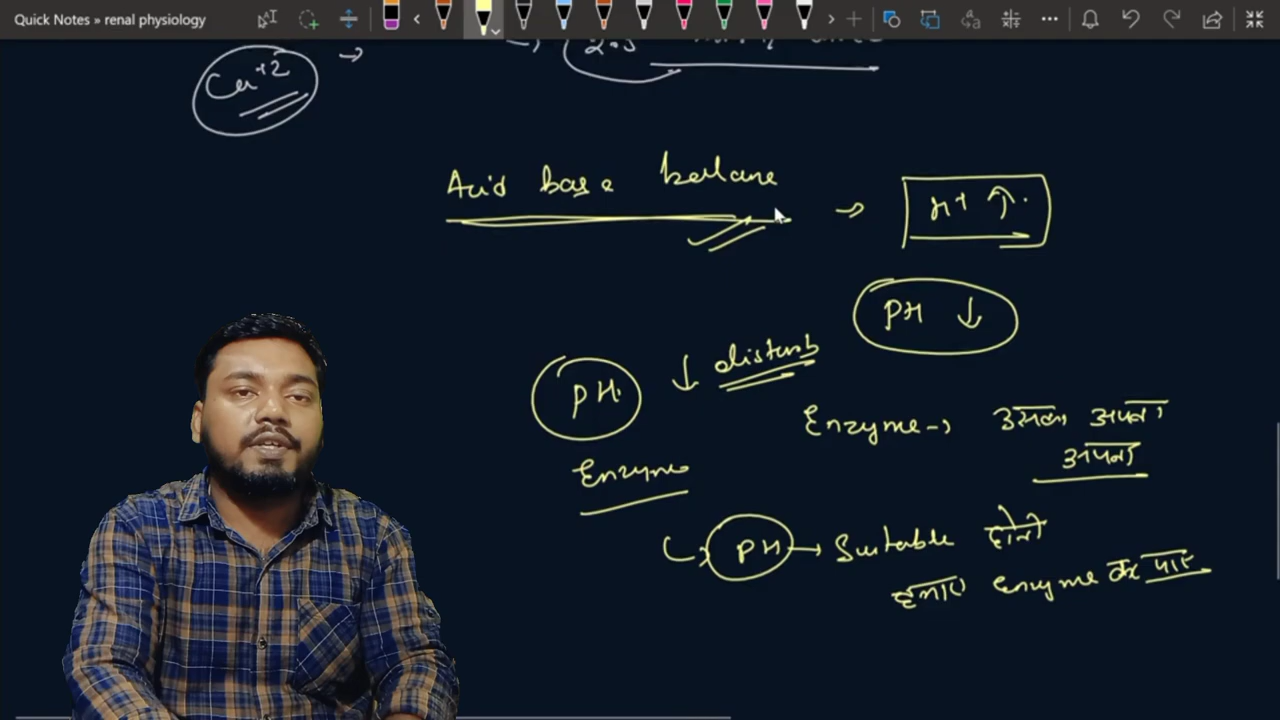 Quick Notes » renal physiology
Ca+2 →
Acid base ballane → H+ ↑.
PH ↓
PH. ↓ disturb
Enzyme → उसका अपना
अपना
Enzyme
↳ PH → Suitable होनी
हमारा Enzyme के पास